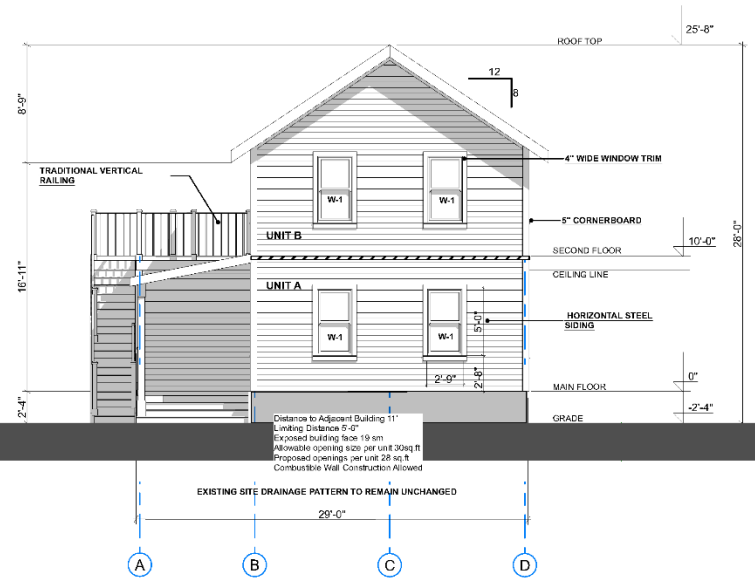 25'-8"
ROOF TOP
12
8
8'-9"
4" WIDE WINDOW TRIM
TRADITIONAL VERTICAL
RAILING
W-1
W-1
5" CORNERBOARD
UNIT B
10'-0"
SECOND FLOOR
28'-0"
CEILING LINE
16'-11"
UNIT A
HORIZONTAL STEEL
SIDING
5'-0"
W-1
W-1
2'-9"
2'-8"
0"
MAIN FLOOR
2'-4"
-2'-4"
GRADE
Distance to Adjacent Building 11'
Limiting Distance 5'-6"
Exposed building face 19 sm
Allowable opening size per unit 30sq.ft
Proposed openings per unit 28 sq.ft
Combustible Wall Construction Allowed
EXISTING SITE DRAINAGE PATTERN TO REMAIN UNCHANGED
29'-0"
A
B
C
D